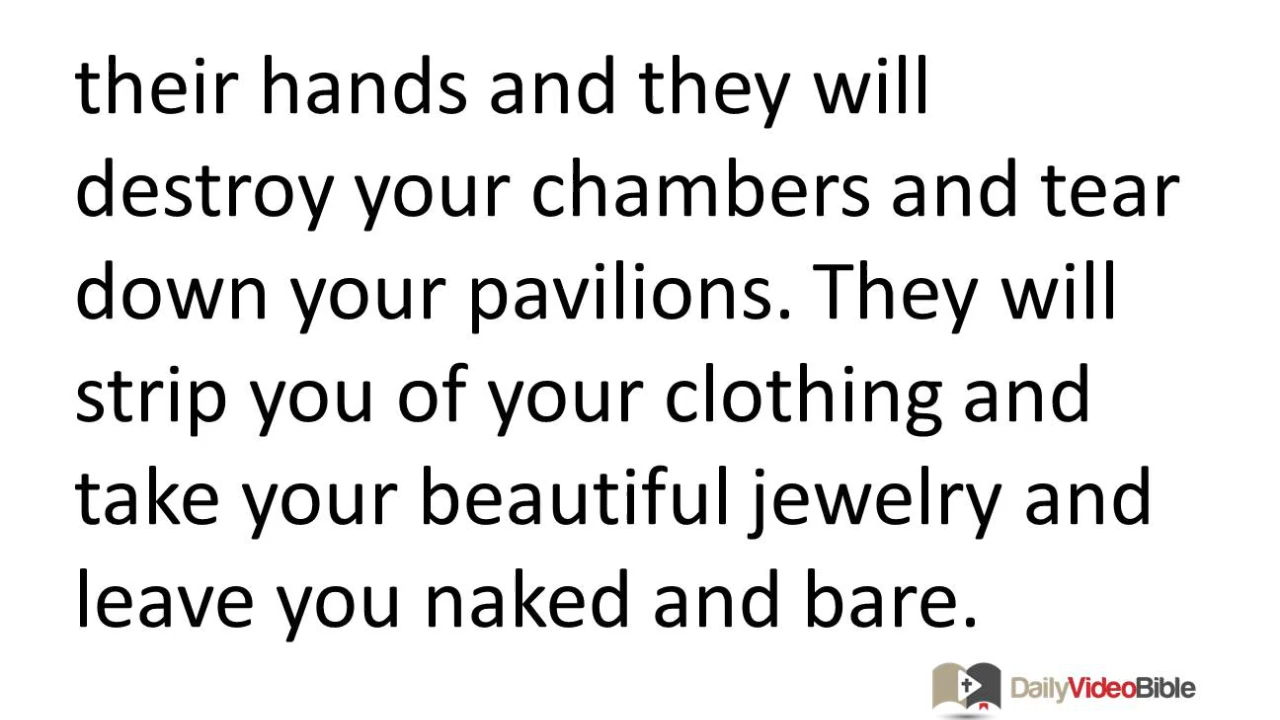 their hands and they will
destroy your chambers and tear
down your pavilions. They will
strip you of your clothing and
take your beautiful jewelry and
leave you naked and bare.
DailyVideoBible